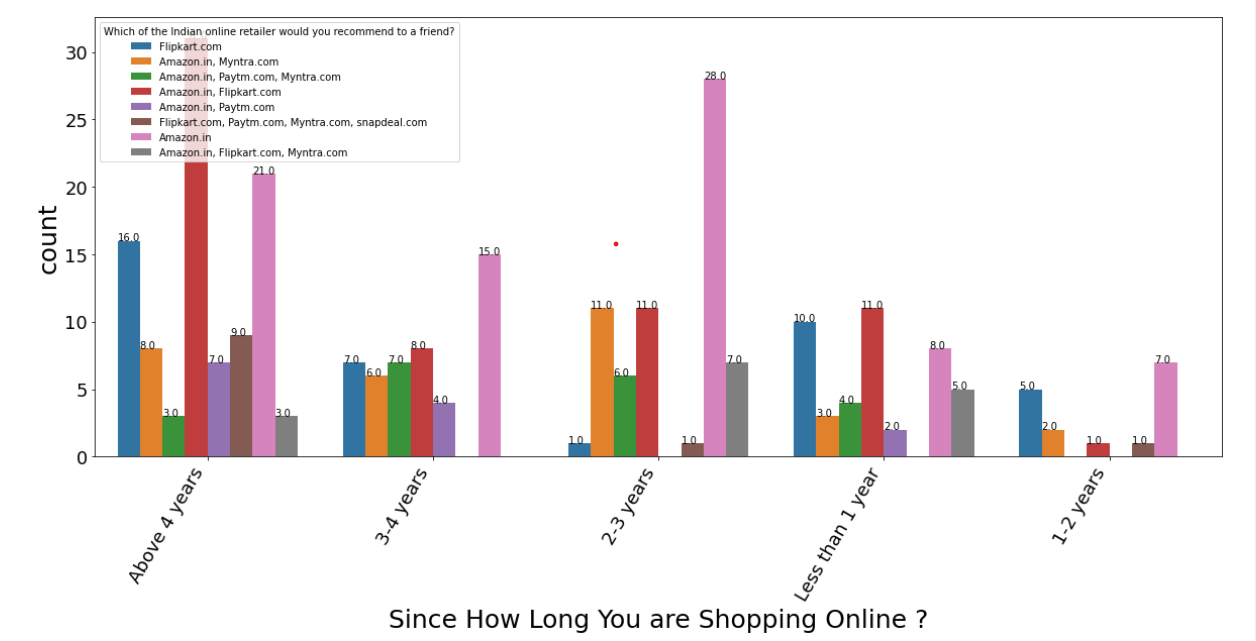 Which of the Indian online retailer would you recommend to a friend?
Flipkart.com
Amazon.in, Myntra.com
Amazon.in, Paytm.com, Myntra.com
Amazon.in, Flipkart.com
Amazon.in, Paytm.com
Flipkart.com, Paytm.com, Myntra.com, snapdeal.com
Amazon.in
Amazon.in, Flipkart.com, Myntra.com
count
30
25
20
15
10
5
0
16.0
8.0
3.0
7.0
9.0
21.0
3.0
7.0
6.0
7.0
8.0
4.0
15.0
1.0
11.0
6.0
11.0
1.0
28.0
7.0
10.0
3.0
4.0
11.0
2.0
8.0
5.0
5.0
2.0
1.0
1.0
7.0
Above 4 years
3-4 years
2-3 years
Less than 1 year
1-2 years
Since How Long You are Shopping Online ?